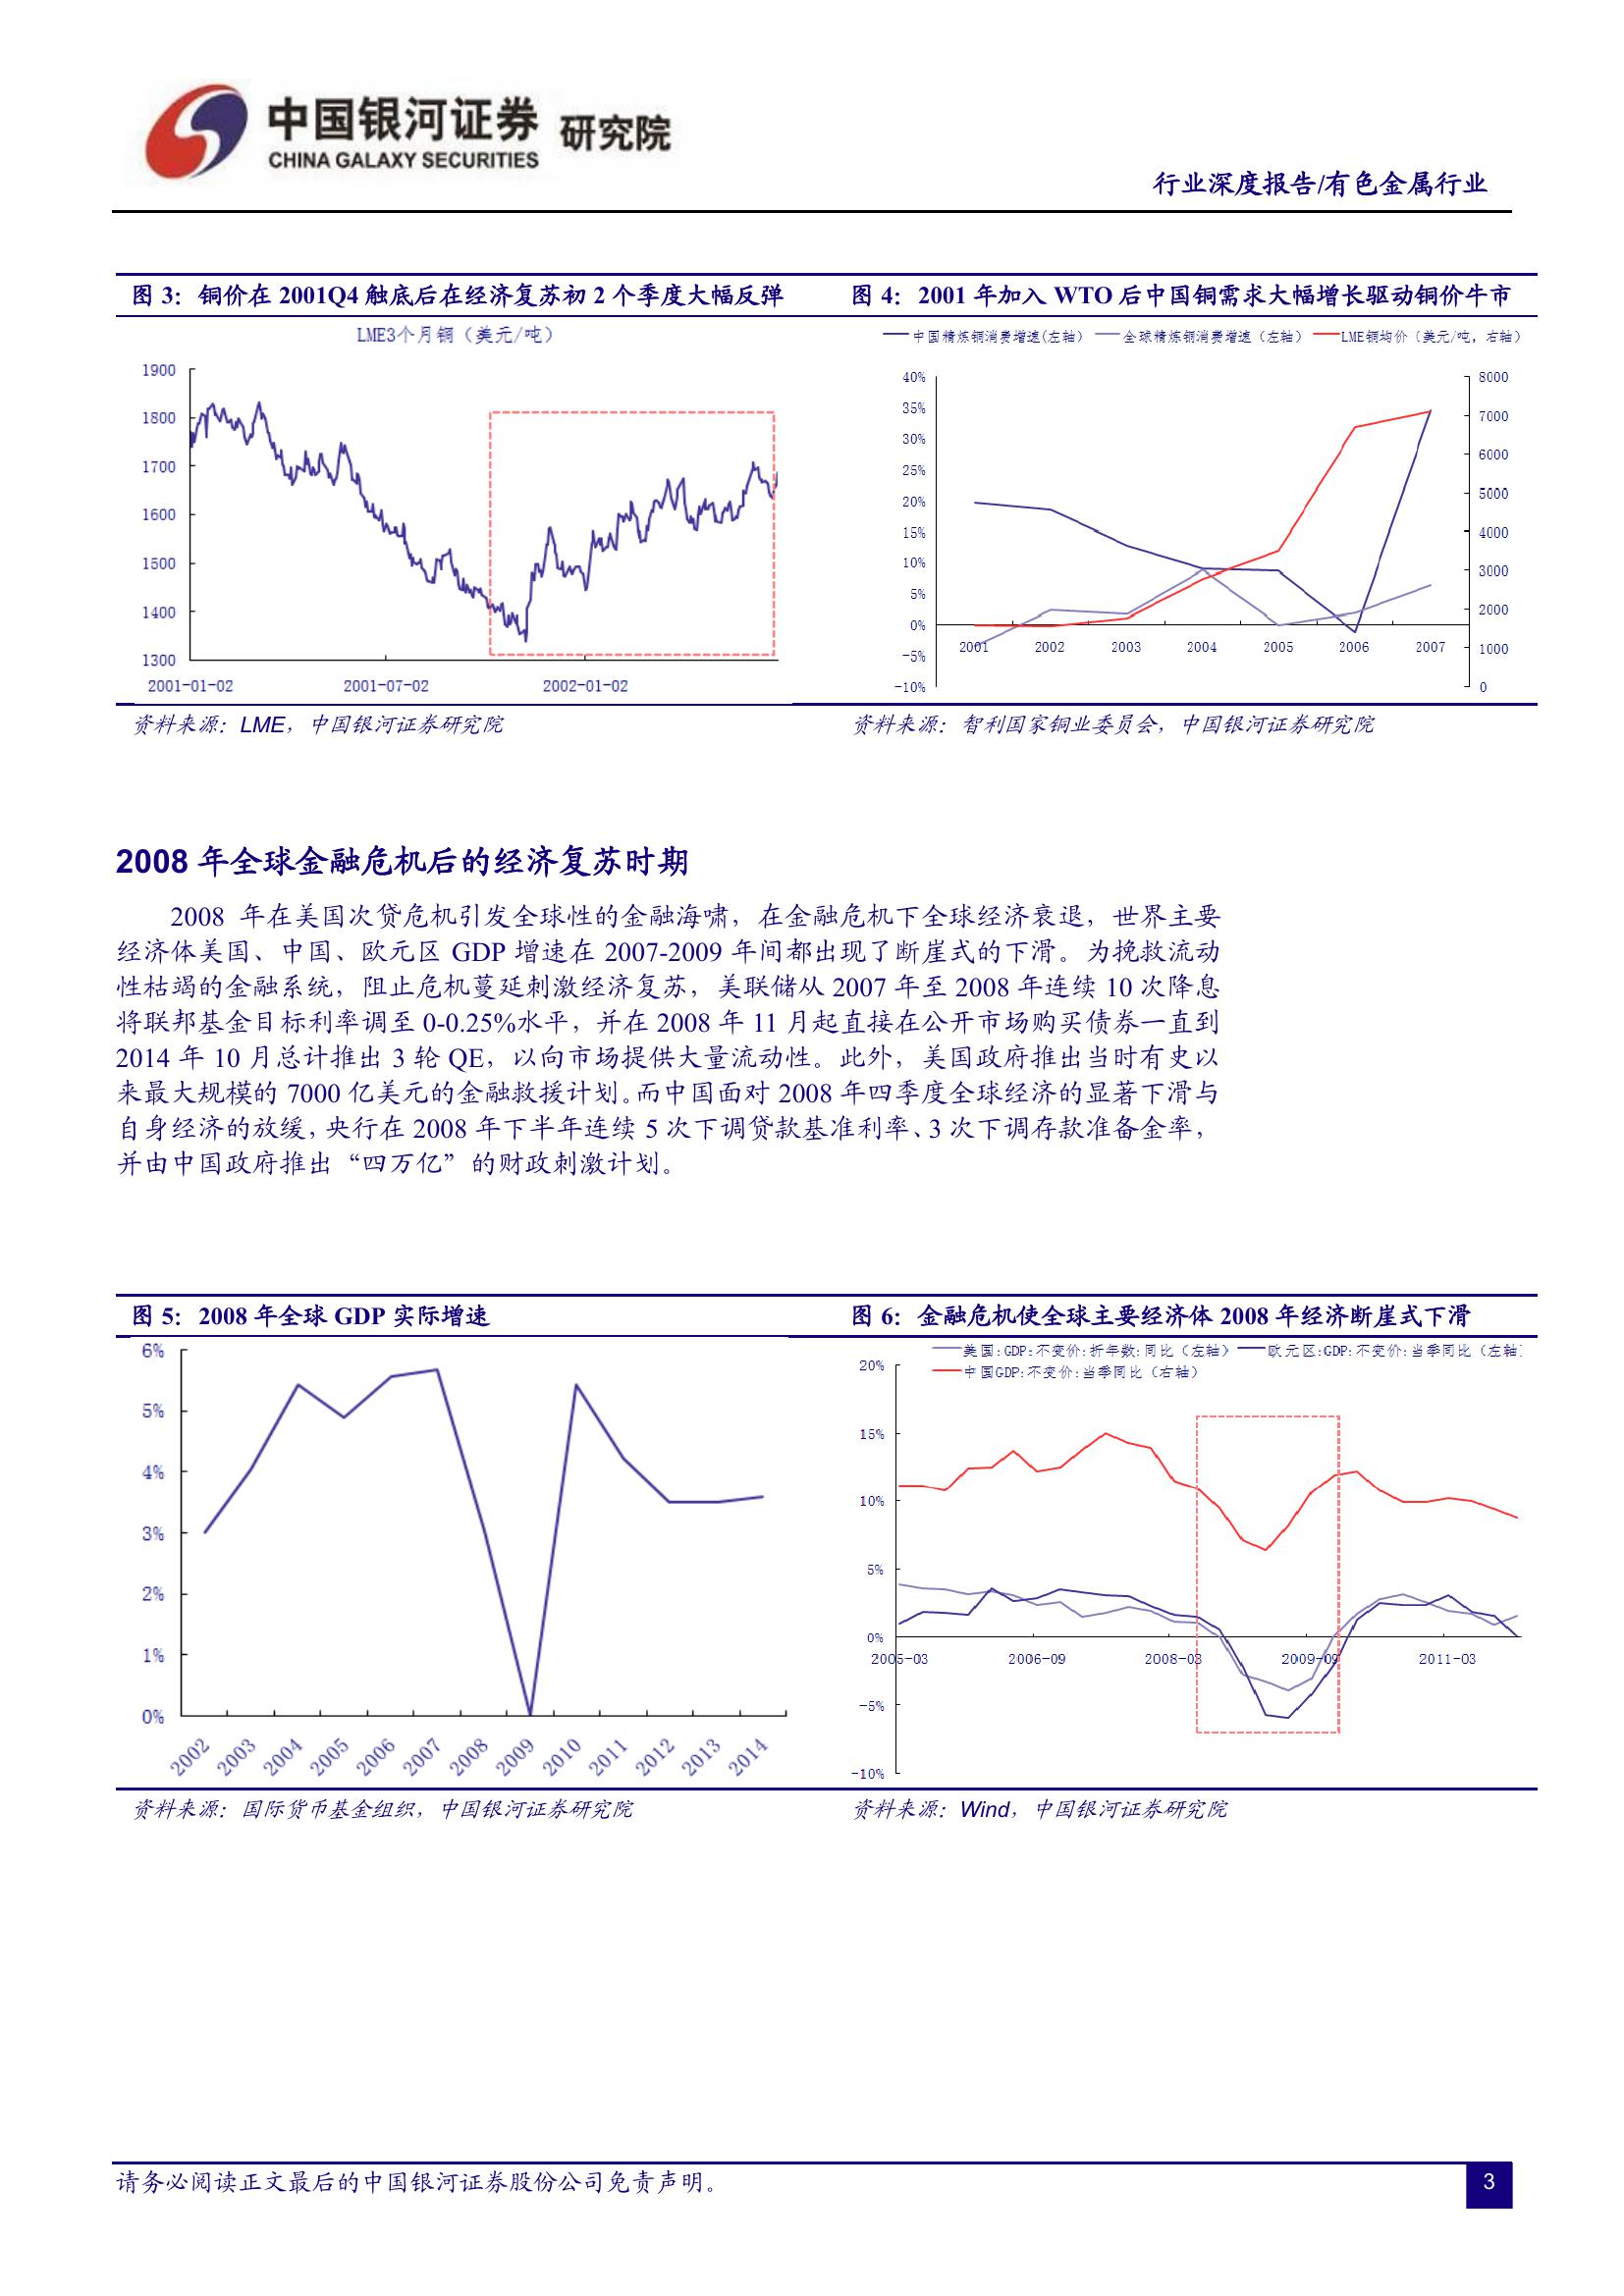 中国银河证券 研究院
CHINA GALAXY SECURITIES
行业深度报告/有色金属行业
图 3：铜价在 2001Q4 触底后在经济复苏初 2 个季度大幅反弹
LME3个月铜（美元/吨）
1900
1800
1700
1600
1500
1400
1300
2001-01-02 2001-07-02 2002-01-02
资料来源：LME，中国银河证券研究院
图 4：2001 年加入 WTO 后中国铜需求大幅增长驱动铜价牛市
中国精炼铜消费增速(左轴) 全球精炼铜消费增速（左轴） LME铜均价（美元/吨，右轴）
40%
35%
30%
25%
20%
15%
10%
5%
0%
-5%
-10%
8000
7000
6000
5000
4000
3000
2000
1000
0
2001 2002 2003 2004 2005 2006 2007
资料来源：智利国家铜业委员会，中国银河证券研究院
2008 年全球金融危机后的经济复苏时期
2008 年在美国次贷危机引发全球性的金融海啸，在金融危机下全球经济衰退，世界主要
经济体美国、中国、欧元区 GDP 增速在 2007-2009 年间都出现了断崖式的下滑。为挽救流动
性枯竭的金融系统，阻止危机蔓延刺激经济复苏，美联储从 2007 年至 2008 年连续 10 次降息
将联邦基金目标利率调至 0-0.25%水平，并在 2008 年 11 月起直接在公开市场购买债券一直到
2014 年 10 月总计推出 3 轮 QE，以向市场提供大量流动性。此外，美国政府推出当时有史以
来最大规模的 7000 亿美元的金融救援计划。而中国面对 2008 年四季度全球经济的显著下滑与
自身经济的放缓，央行在 2008 年下半年连续 5 次下调贷款基准利率、3 次下调存款准备金率，
并由中国政府推出“四万亿”的财政刺激计划。
图 5：2008 年全球 GDP 实际增速
6%
5%
4%
3%
2%
1%
0%
2002 2003 2004 2005 2006 2007 2008 2009 2010 2011 2012 2013 2014
资料来源：国际货币基金组织，中国银河证券研究院
图 6：金融危机使全球主要经济体 2008 年经济断崖式下滑
美国:GDP:不变价:折年数:同比（左轴） 欧元区:GDP:不变价:当季同比（左轴）
中国GDP:不变价:当季同比（右轴）
20%
15%
10%
5%
0%
-5%
-10%
2005-03 2006-09 2008-03 2009-09 2011-03
资料来源：Wind，中国银河证券研究院
请务必阅读正文最后的中国银河证券股份公司免责声明。
3